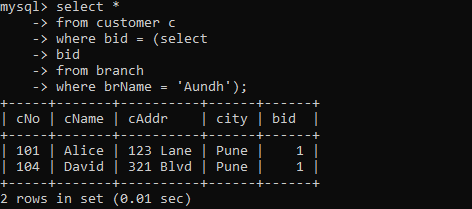 mysql> select *
    -> from customer c
    -> where bid = (select
    -> bid
    -> from branch
    -> where brName = 'Aundh');
+-----+-------+----------+------+------+
| cNo | cName | cAddr    | city | bid  |
+-----+-------+----------+------+------+
| 101 | Alice | 123 Lane | Pune |    1 |
| 104 | David | 321 Blvd | Pune |    1 |
+-----+-------+----------+------+------+
2 rows in set (0.01 sec)